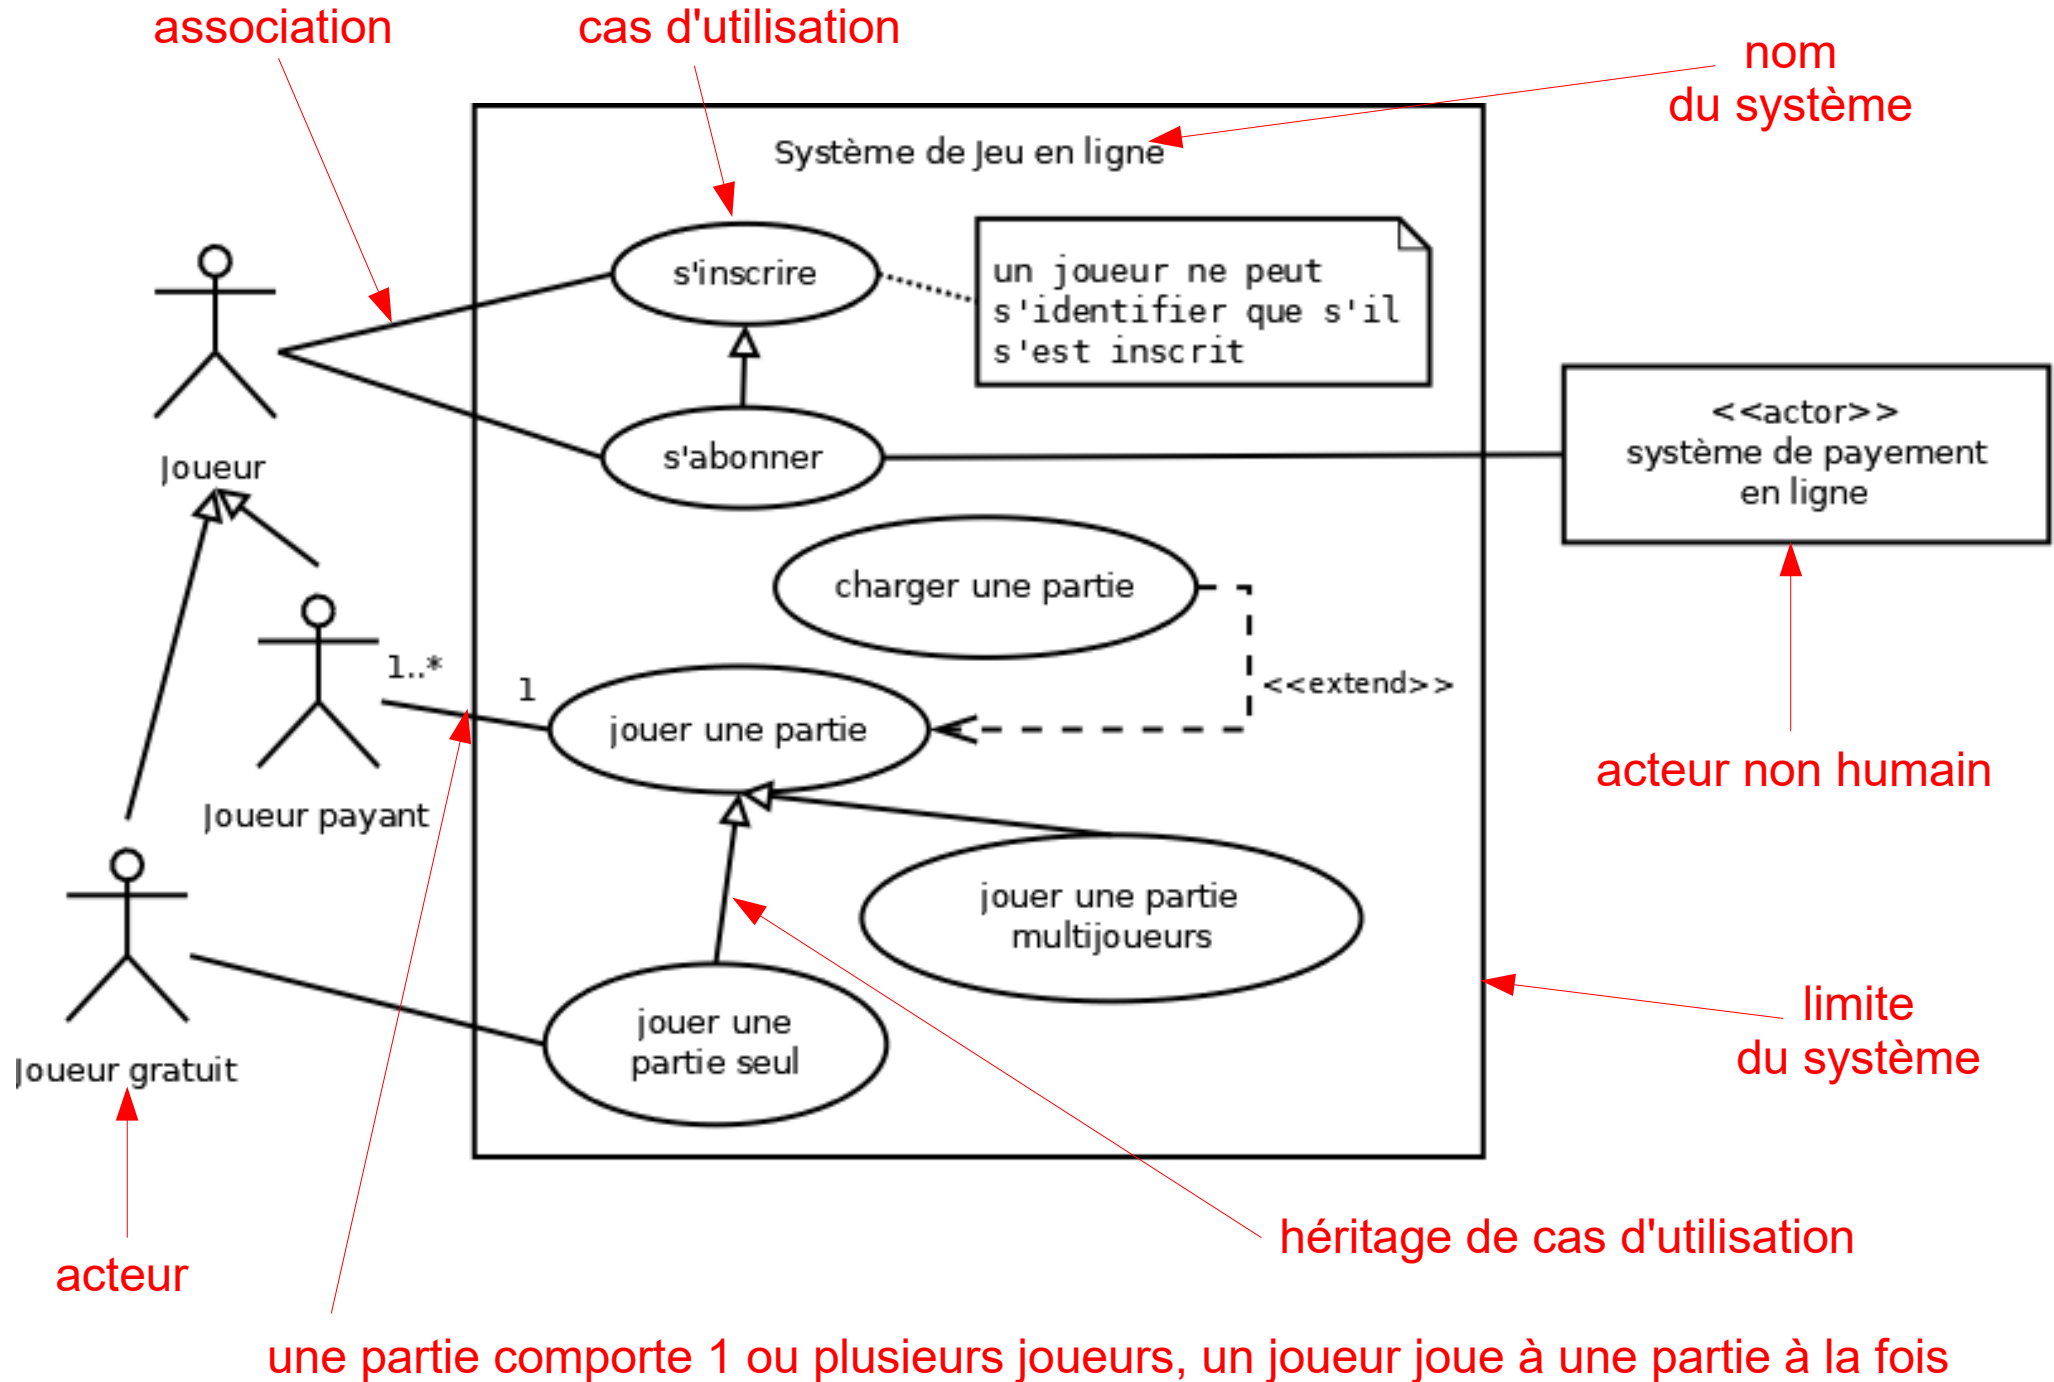 association
cas d'utilisation
nom
du système
Système de Jeu en ligne
s'inscrire
un joueur ne peut
s'identifier que s'il
s'est inscrit
<<actor>>
système de payement
en ligne
s'abonner
Joueur
charger une partie
1..*
1
<<extend>>
jouer une partie
acteur non humain
Joueur payant
jouer une partie
multijoueurs
limite
du système
jouer une
partie seul
Joueur gratuit
héritage de cas d'utilisation
acteur
une partie comporte 1 ou plusieurs joueurs, un joueur joue à une partie à la fois